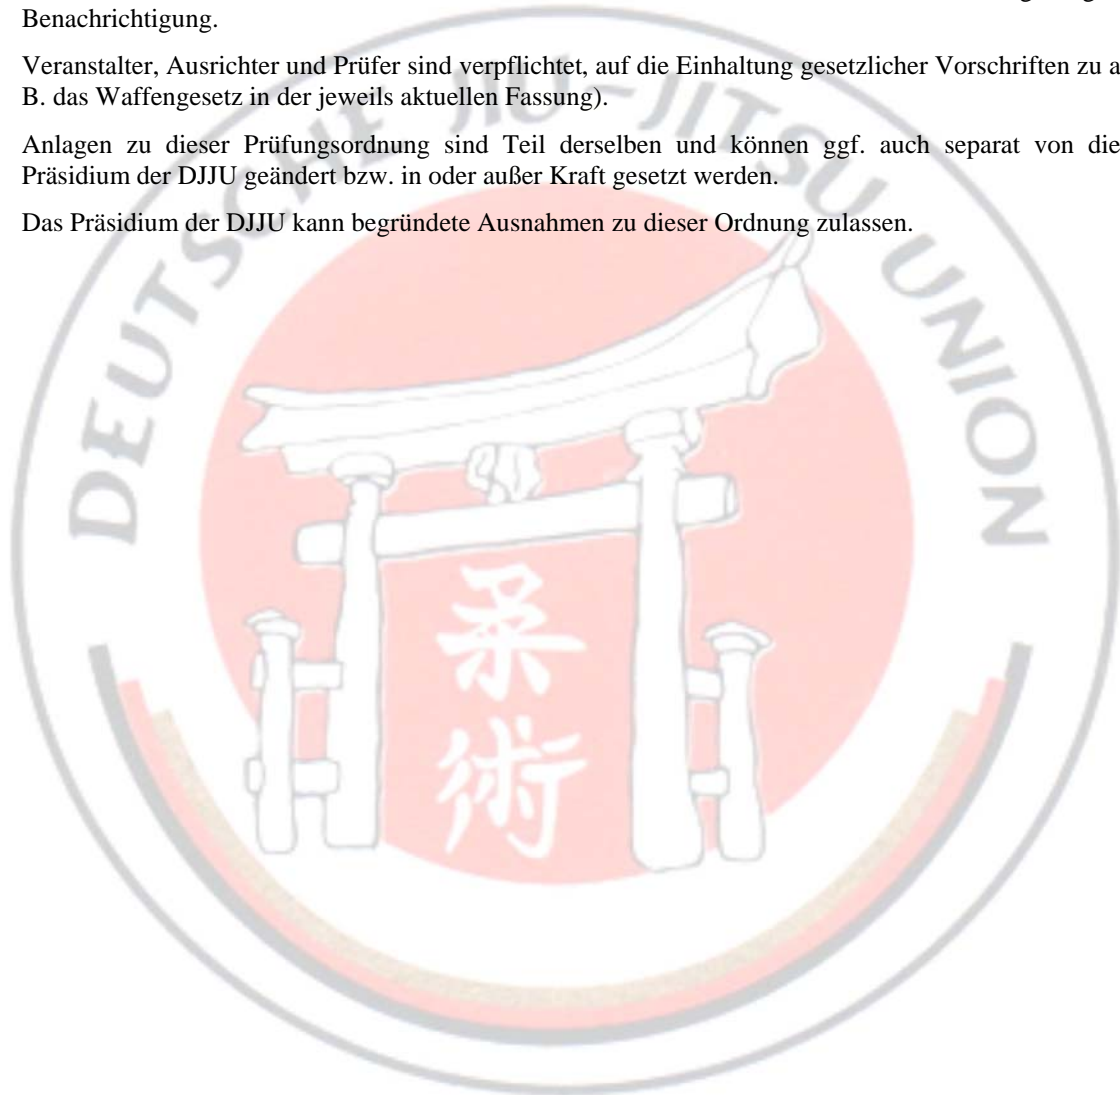 Benachrichtigung.
Veranstalter, Ausrichter und Prüfer sind verpflichtet, auf die Einhaltung gesetzlicher Vorschriften zu a
B. das Waffengesetz in der jeweils aktuellen Fassung).
Anlagen zu dieser Prüfungsordnung sind Teil derselben und können ggf. auch separat von die
Präsidium der DJJU geändert bzw. in oder außer Kraft gesetzt werden.
Das Präsidium der DJJU kann begründete Ausnahmen zu dieser Ordnung zulassen.
DEUTSCHE JIU-JITSU UNION
柔
術